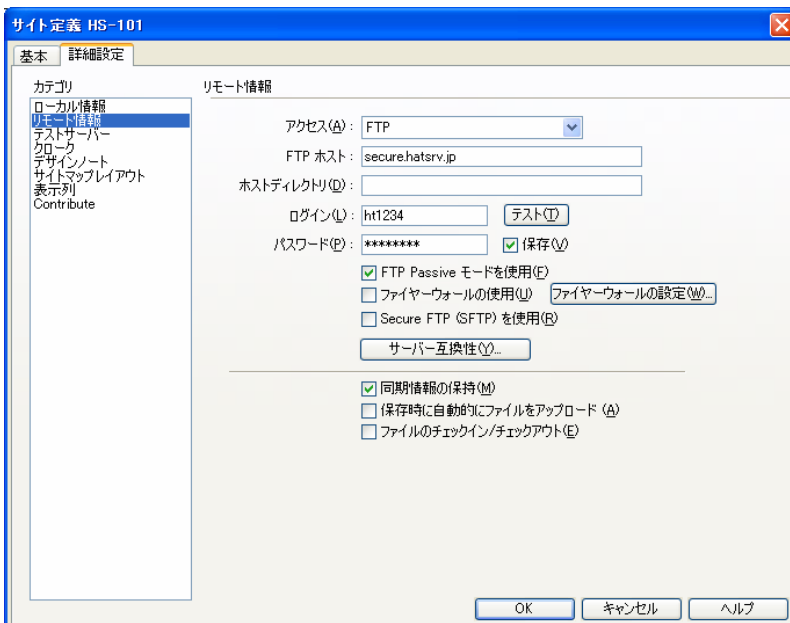 サイト定義 HS-101
基本 詳細設定
カテゴリ
ローカル情報
リモート情報
テストサーバー
クローク
デザインノート
サイトマップレイアウト
表示列
Contribute
リモート情報
アクセス(A): FTP
FTP ホスト: secure.hatsrv.jp
ホストディレクトリ(D):
ログイン(L): ht1234 テスト(T)
パスワード(P): ******** 保存(V)
FTP Passive モードを使用(F)
ファイヤーウォールの使用(U) ファイヤーウォールの設定(W)...
Secure FTP (SFTP) を使用(R)
サーバー互換性(Y)...
同期情報の保持(M)
保存時に自動的にファイルをアップロード (A)
ファイルのチェックイン/チェックアウト(E)
OK キャンセル ヘルプ